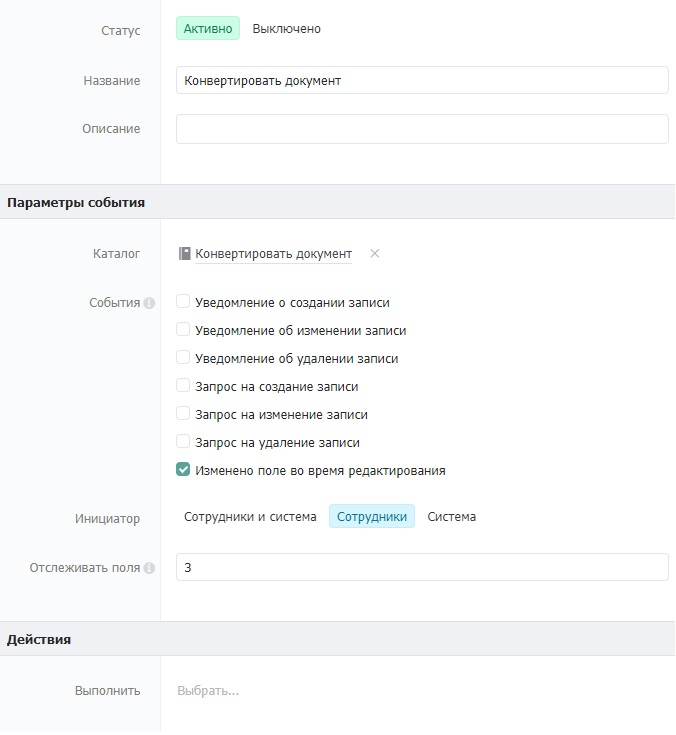 Статус Активно Выключено
Название Конвертировать документ
Описание
Параметры события
Каталог Конвертировать документ
События Уведомление о создании записи
Уведомление об изменении записи
Уведомление об удалении записи
Запрос на создание записи
Запрос на изменение записи
Запрос на удаление записи
Изменено поле во время редактирования
Инициатор Сотрудники и система Сотрудники Система
Отслеживать поля 3
Действия
Выполнить Выбрать...